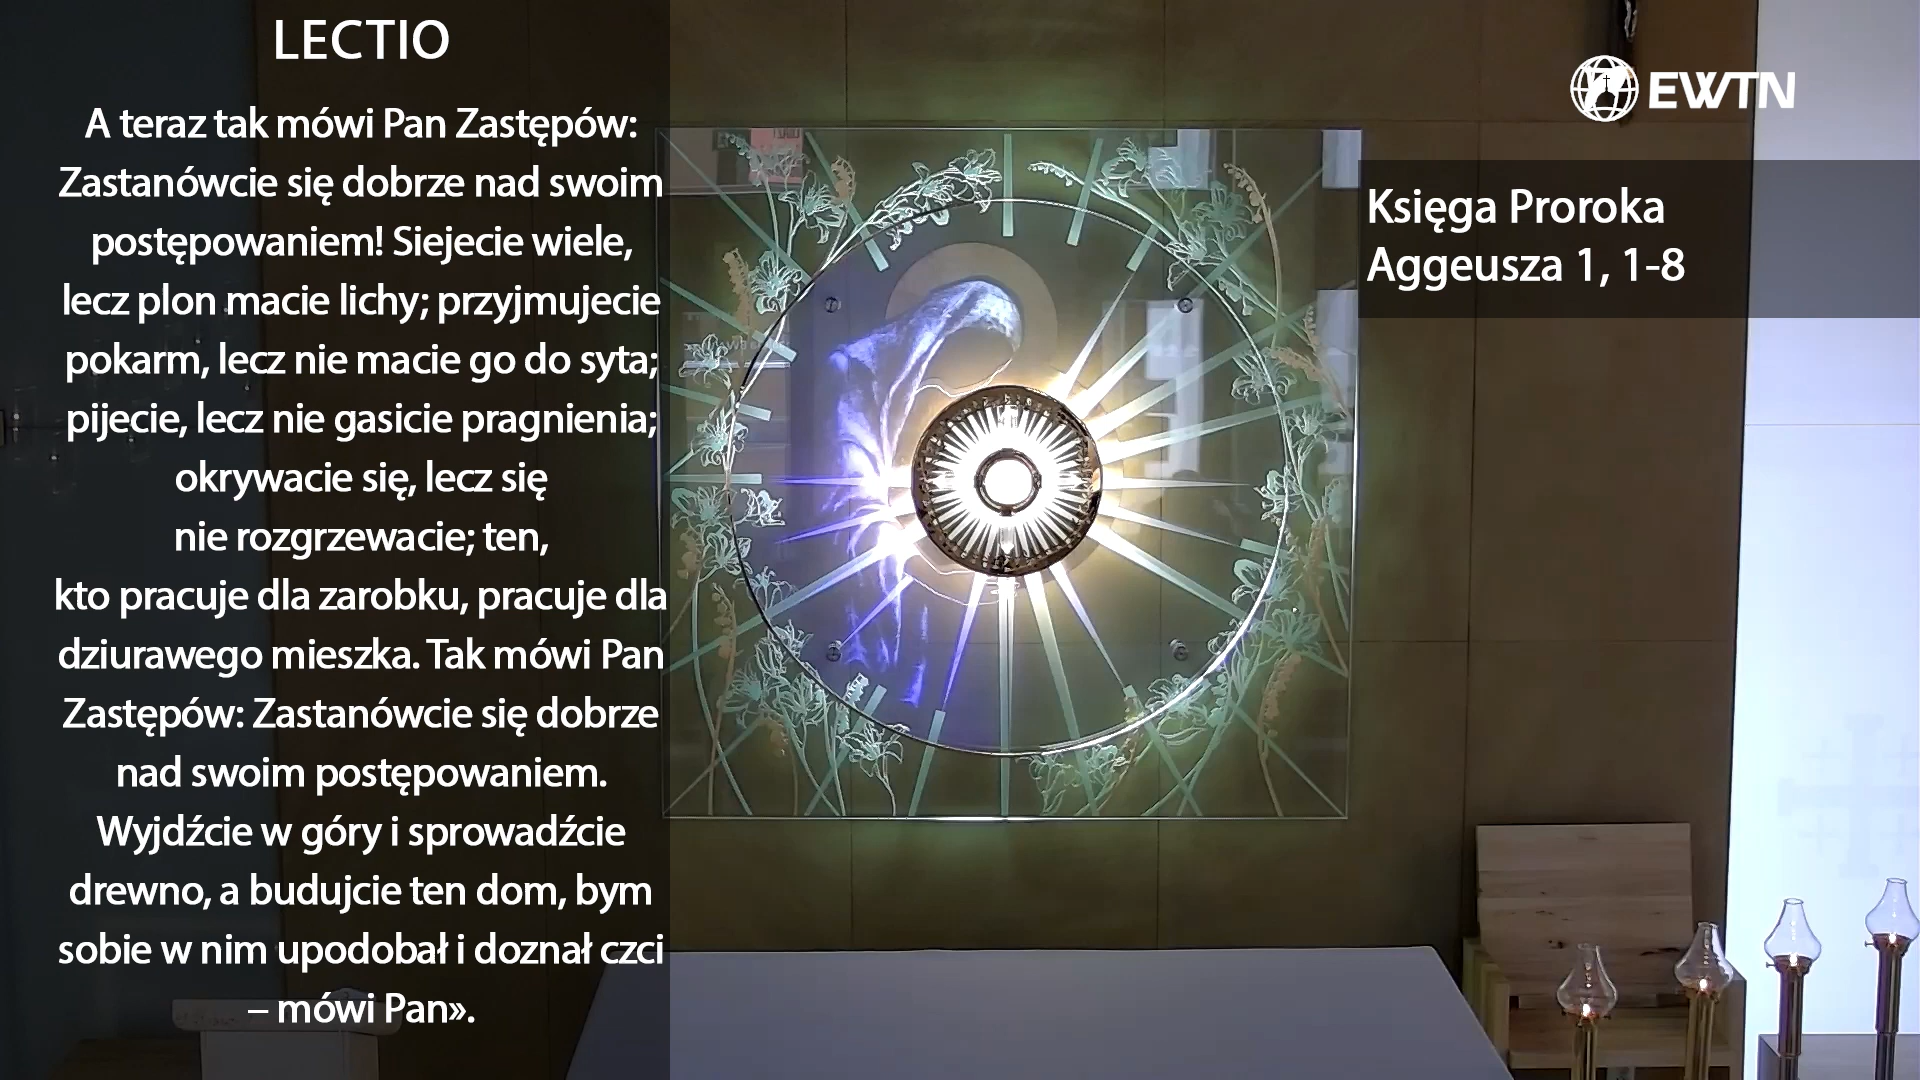 LECTIO
A teraz tak mówi Pan Zastępów:
Zastanówcie się dobrze nad swoim
postępowaniem! Siejecie wiele,
lecz plon macie lichy; przyjmujecie
pokarm, lecz nie macie go do syta;
pijecie, lecz nie gasicie pragnienia;
okrywacie się, lecz się
nie rozgrzewacie; ten,
kto pracuje dla zarobku, pracuje dla
dziurawego mieszka. Tak mówi Pan
Zastępów: Zastanówcie się dobrze
nad swoim postępowaniem.
Wyjdźcie w góry i sprowadźcie
drewno, a budujcie ten dom, bym
sobie w nim upodobał i doznał czci
– mówi Pan».
EWTN
Księga Proroka
Aggeusza 1, 1-8